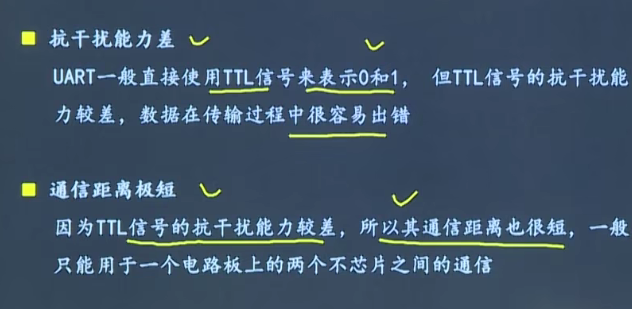 ■ 抗干扰能力差
UART一般直接使用TTL信号来表示0和1， 但TTL信号的抗干扰能
力较差，数据在传输过程中很容易出错
■ 通信距离极短
因为TTL信号的抗干扰能力较差，所以其通信距离也很短，一般
只能用于一个电路板上的两个不芯片之间的通信